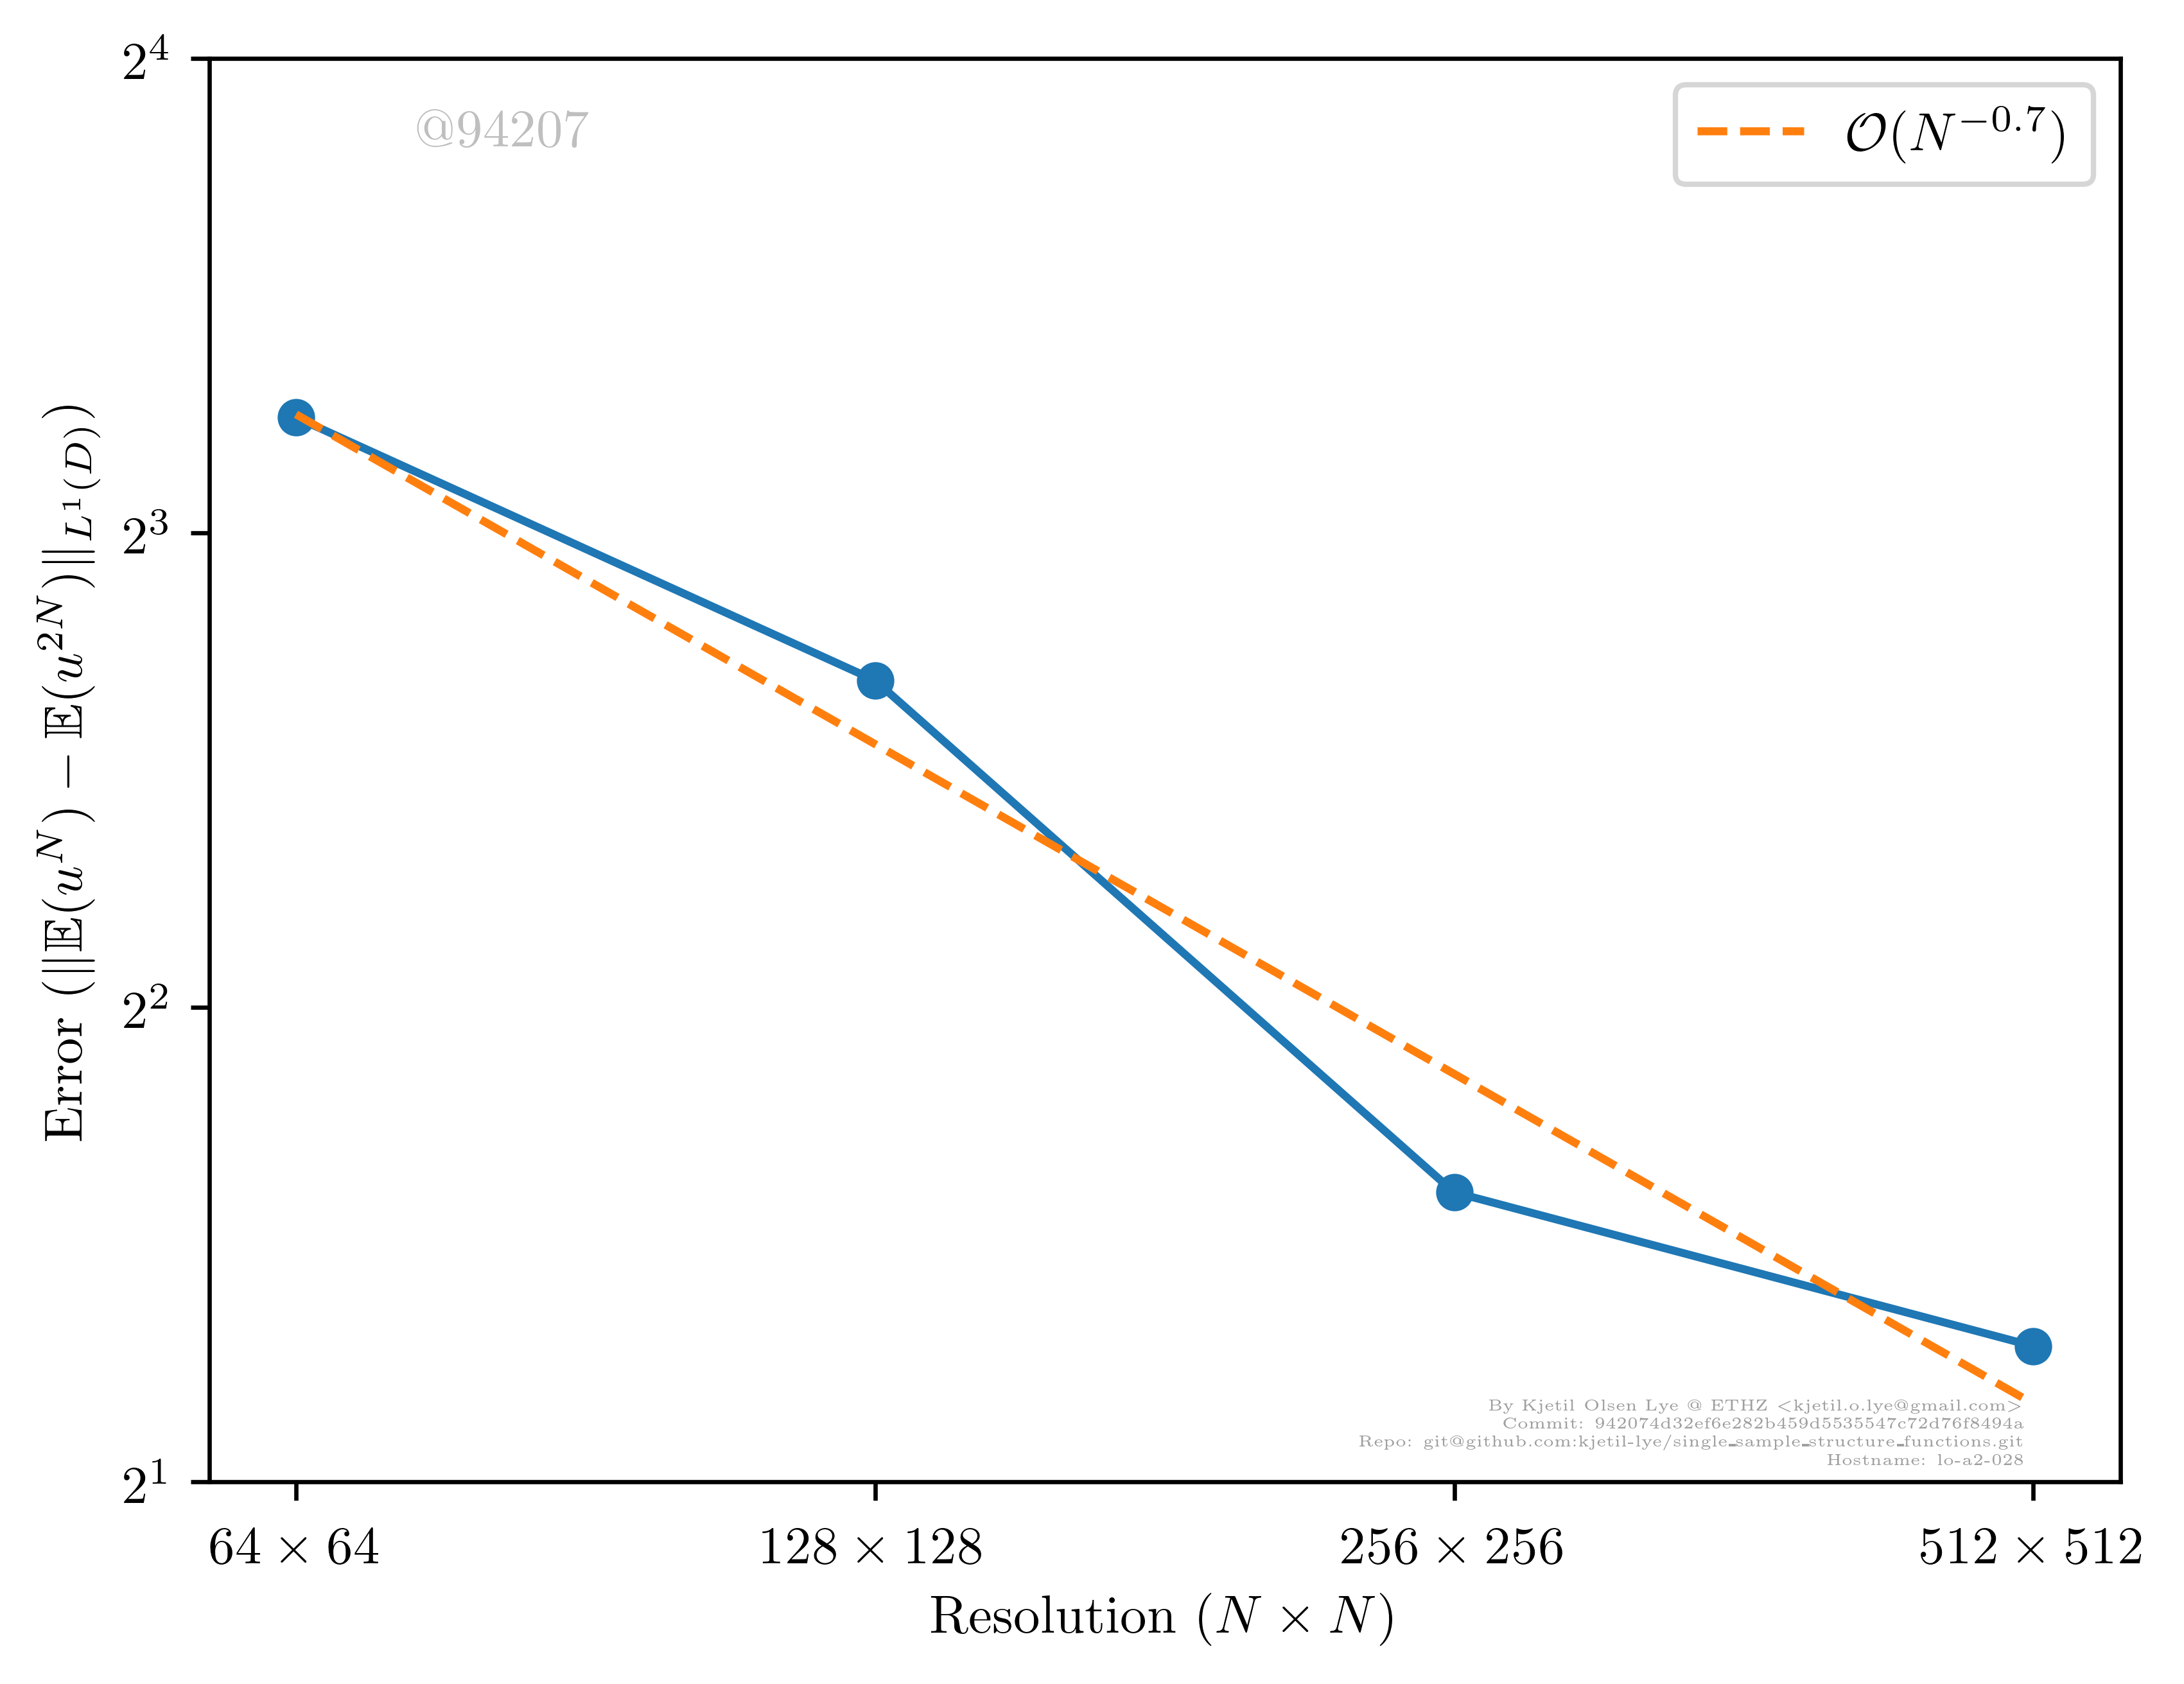 2^4
@94207
O(N^{-0.7})
2^3
2^2
2^1
Error (||𝔼(u^N) − 𝔼(u^{2N})||_{L^1(D)})
By Kjetil Olsen Lye @ ETHZ <kjetil.o.lye@gmail.com>
Commit: 942074d32ef6e282b459d5535547c72d76f8494a
Repo: git@github.com:kjetil-lye/single_sample_structure_functions.git
Hostname: lo-a2-028
64 × 64 128 × 128 256 × 256 512 × 512
Resolution (N × N)